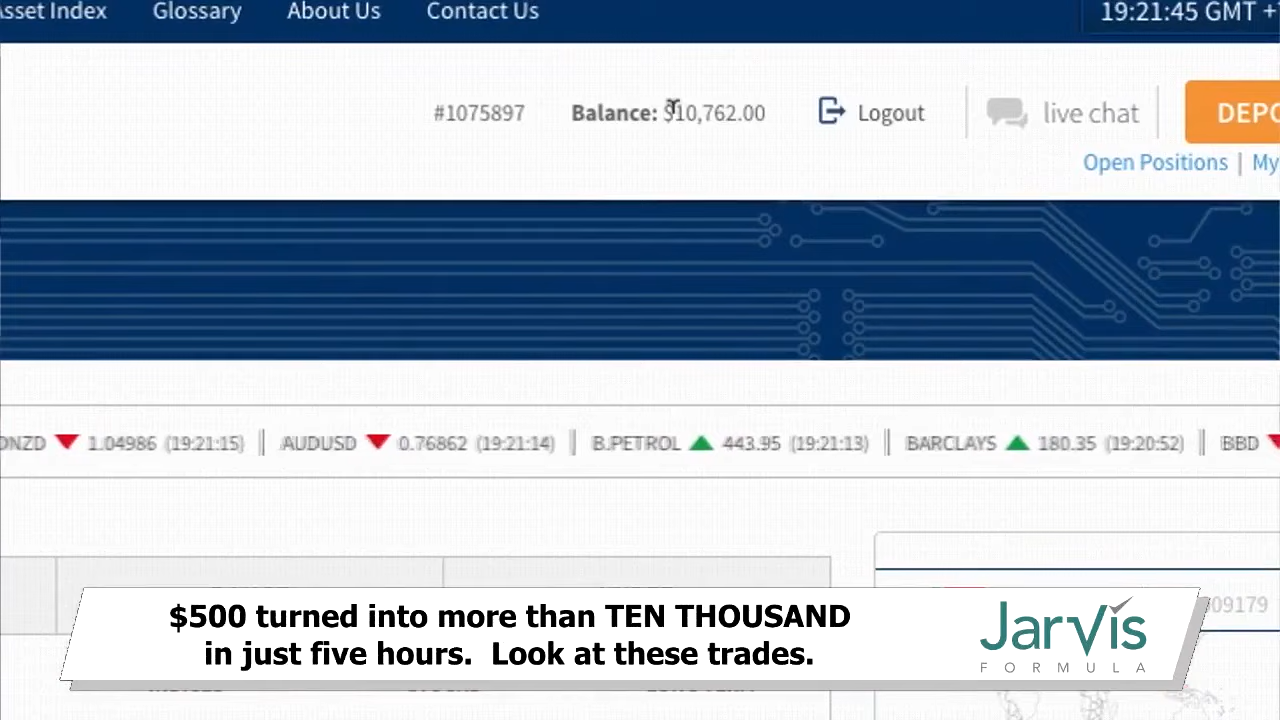 Asset Index Glossary About Us Contact Us 19:21:45 GMT +
#1075897 Balance: $10,762.00 Logout live chat DEPO
Open Positions | My
DNZD 1.04986 (19:21:15) | AUDUSD 0.76862 (19:21:14) | B.PETROL 443.95 (19:21:13) | BARCLAYS 180.35 (19:20:52) | BBD
09179
$500 turned into more than TEN THOUSAND
in just five hours. Look at these trades.
Jarvis
FORMULA